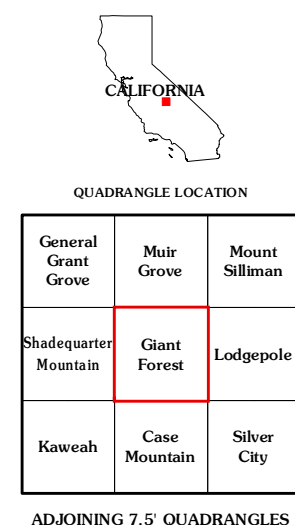 CALIFORNIA
QUADRANGLE LOCATION
General
Grant
Grove
Muir
Grove
Mount
Silliman
Shadequarter
Mountain
Giant
Forest
Lodgepole
Kaweah
Case
Mountain
Silver
City
ADJOINING 7.5' QUADRANGLES